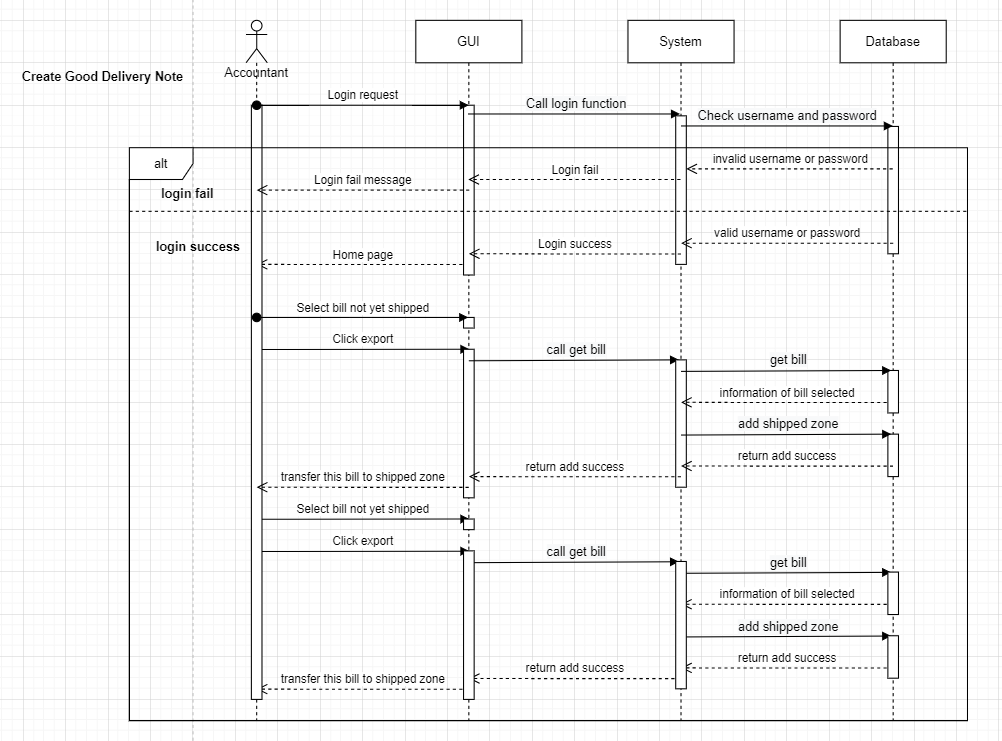 GUI
System
Database
Accountant
Create Good Delivery Note
Login request
Call login function
Check username and password
alt
invalid username or password
Login fail
Login fail message
login fail
valid username or password
login success
Login success
Home page
Select bill not yet shipped
Click export
call get bill
get bill
information of bill selected
add shipped zone
return add success
return add success
transfer this bill to shipped zone
Select bill not yet shipped
Click export
call get bill
get bill
information of bill selected
add shipped zone
return add success
return add success
transfer this bill to shipped zone